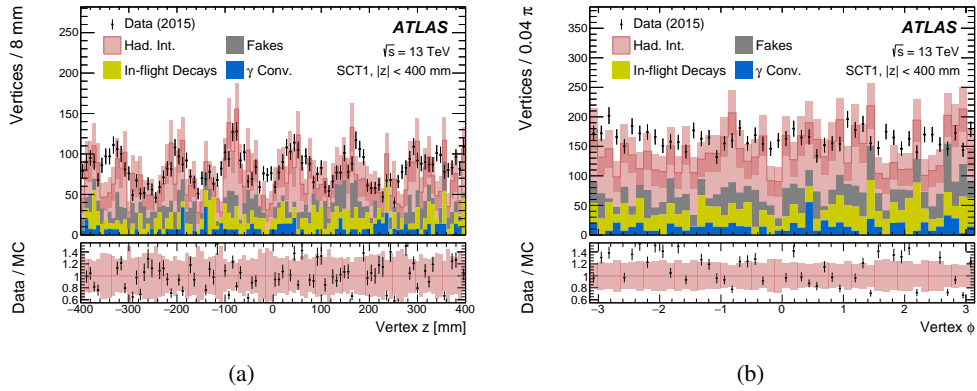 Vertices / 8 mm
250
200
150
100
50
0
Data (2015)
ATLAS
Had. Int.
Fakes
√s = 13 TeV
In-flight Decays
γ Conv.
SCT1, |z| < 400 mm
Data / MC
1.4
1.2
1
0.8
0.6
−400 −300 −200 −100 0 100 200 300 400
Vertex z [mm]
(a)
Vertices / 0.04 π
350
300
250
200
150
100
50
0
Data (2015)
ATLAS
Had. Int.
Fakes
√s = 13 TeV
In-flight Decays
γ Conv.
SCT1, |z| < 400 mm
Data / MC
1.4
1.2
1
0.8
0.6
−3 −2 −1 0 1 2 3
Vertex ϕ
(b)